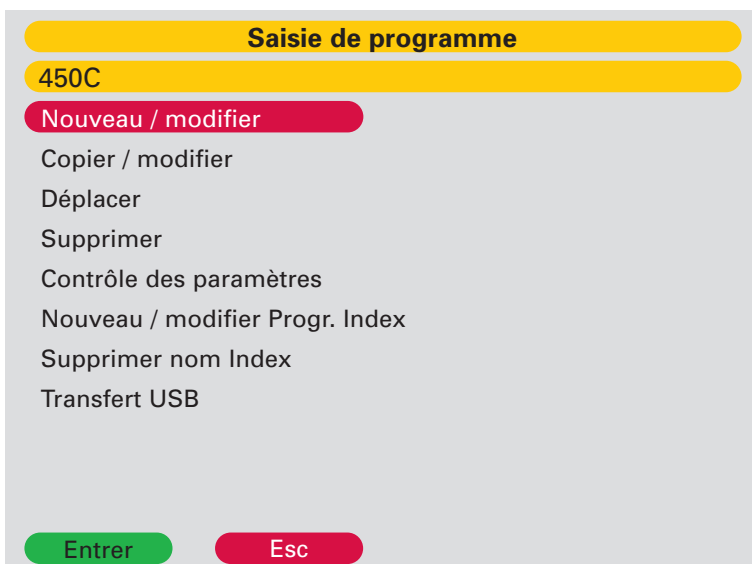 Saisie de programme
450C
Nouveau / modifier
Copier / modifier
Déplacer
Supprimer
Contrôle des paramètres
Nouveau / modifier Progr. Index
Supprimer nom Index
Transfert USB
Entrer Esc